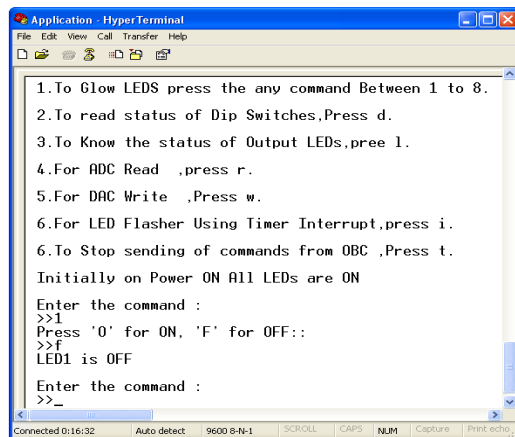 Application - HyperTerminal
File Edit View Call Transfer Help
1.To Glow LEDS press the any command Between 1 to 8.
2.To read status of Dip Switches,Press d.
3.To Know the status of Output LEDs,pree l.
4.For ADC Read ,press r.
5.For DAC Write ,Press w.
6.For LED Flasher Using Timer Interrupt,press i.
6.To Stop sending of commands from OBC ,Press t.
Initially on Power ON All LEDs are ON
Enter the command :
>>1
Press 'O' for ON, 'F' for OFF::
>>f
LED1 is OFF
Enter the command :
>>_
Connected 0:16:32 Auto detect 9600 8-N-1 SCROLL CAPS NUM Capture Print echo